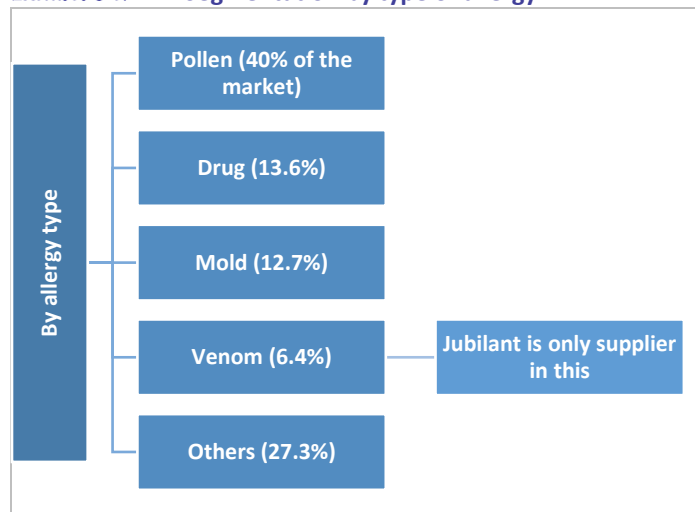 By allergy type
Pollen (40% of the
market)
Drug (13.6%)
Mold (12.7%)
Venom (6.4%)
Jubilant is only supplier
in this
Others (27.3%)